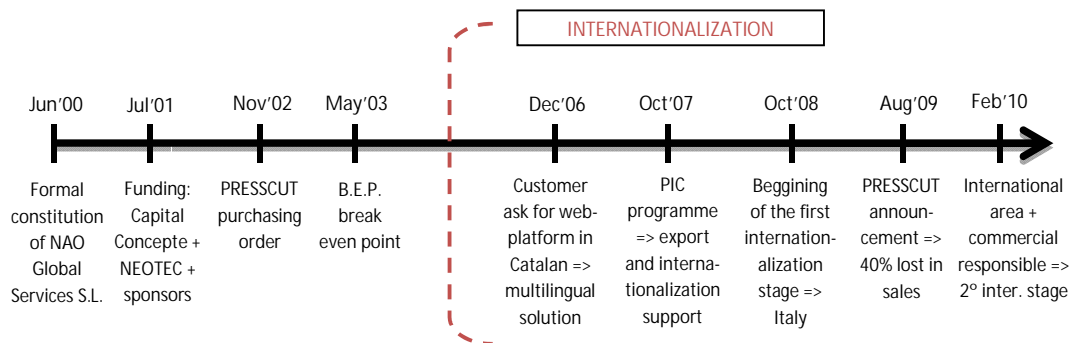 INTERNATIONALIZATION
Jun'00
Jul'01
Nov'02
May'03
Dec'06
Oct'07
Oct'08
Aug'09
Feb'10
Formal
constitution
of NAO
Global
Services S.L.
Funding:
Capital
Concepte +
NEOTEC +
sponsors
PRESSCUT
purchasing
order
B.E.P.
break
even point
Customer
ask for web-
platform in
Catalan =>
multilingual
solution
PIC
programme
=> export
and interna-
tionalization
support
Beggining
of the first
internation-
alization
stage =>
Italy
PRESSCUT
announ-
cement =>
40% lost in
sales
International
area +
commercial
responsible =>
2º inter. stage